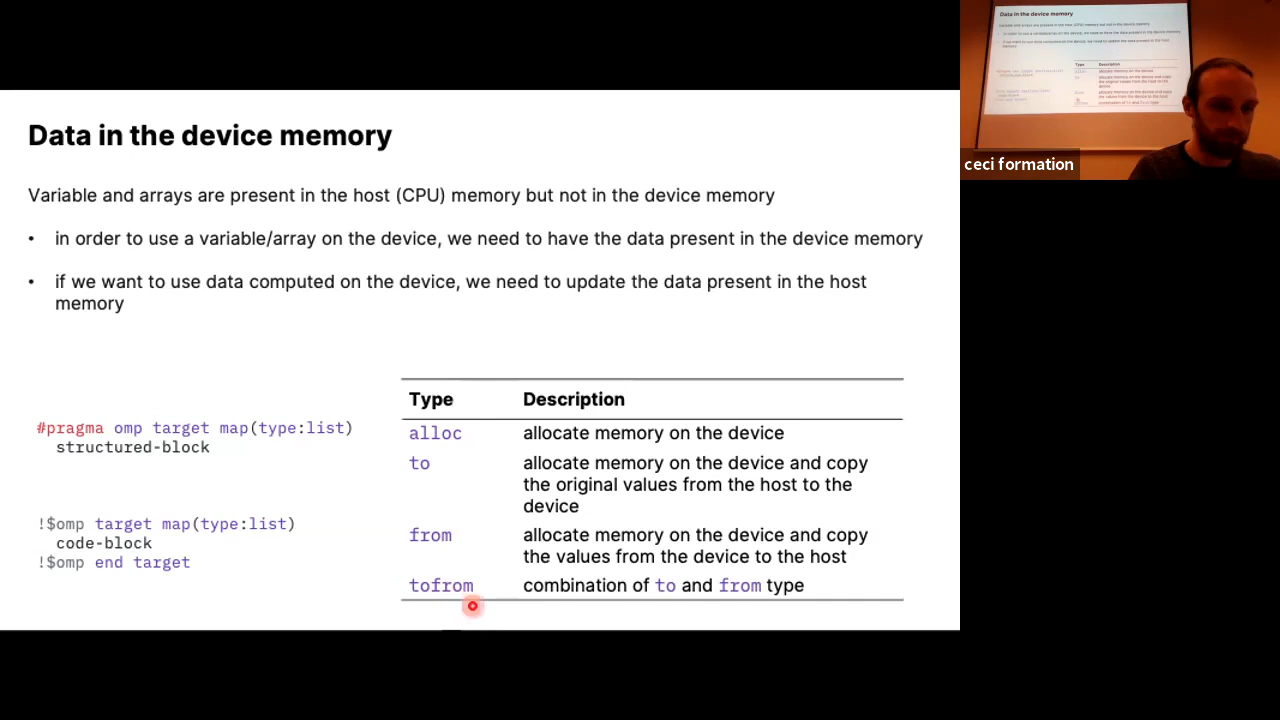 Data in the device memory
Variable and arrays are present in the host (CPU) memory but not in the device memory
• in order to use a variable/array on the device, we need to have the data present in the device memory
• if we want to use data computed on the device, we need to update the data present in the host
memory
#pragma omp target map(type:list)
structured-block
!$omp target map(type:list)
code-block
!$omp end target
Type Description
alloc allocate memory on the device
to allocate memory on the device and copy
the original values from the host to the
device
from allocate memory on the device and copy
the values from the device to the host
tofrom combination of to and from type
Data in the device memory
ceci formation